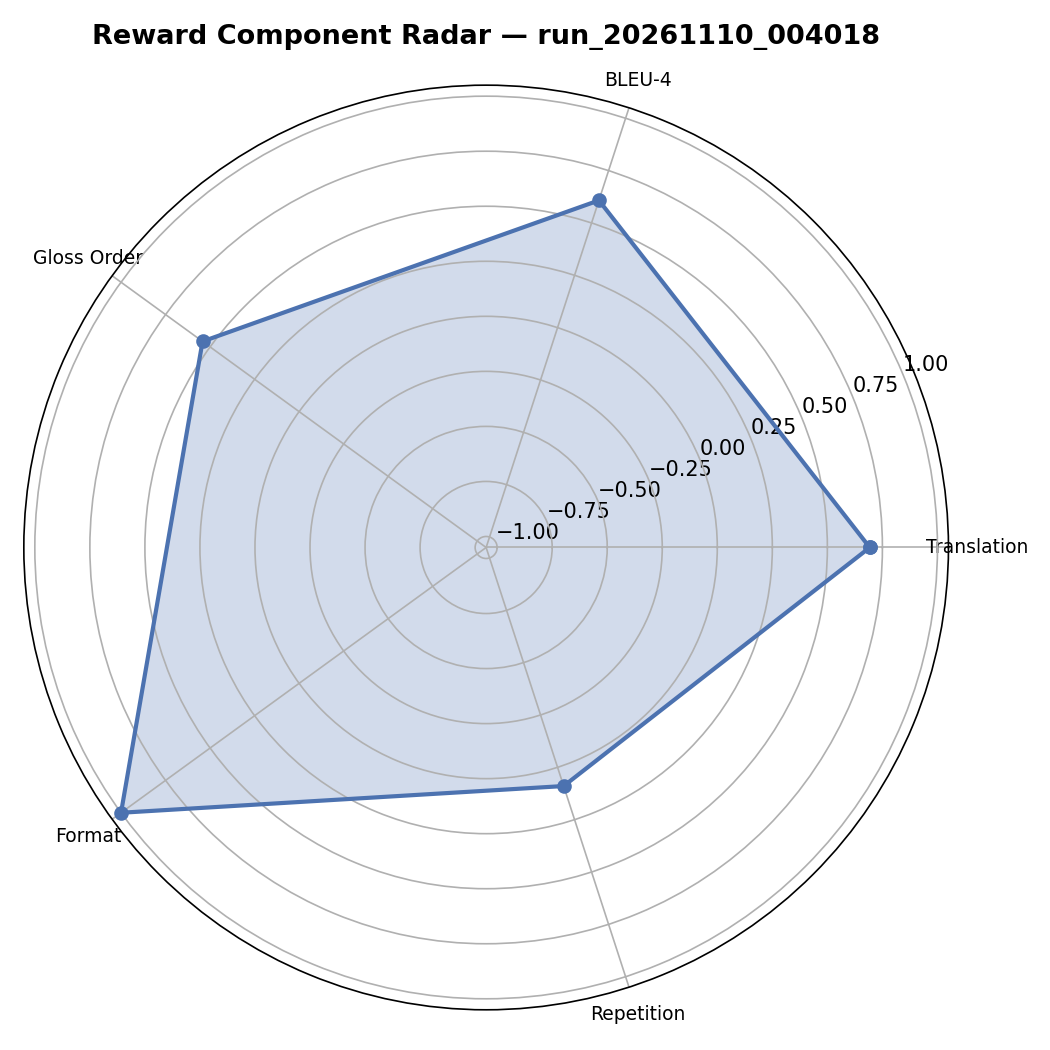 Reward Component Radar — run_20261110_004018
BLEU-4
Gloss Order
1.00
0.75
0.50
0.25
0.00
−0.25
−0.50
−0.75
−1.00
Translation
Format
Repetition